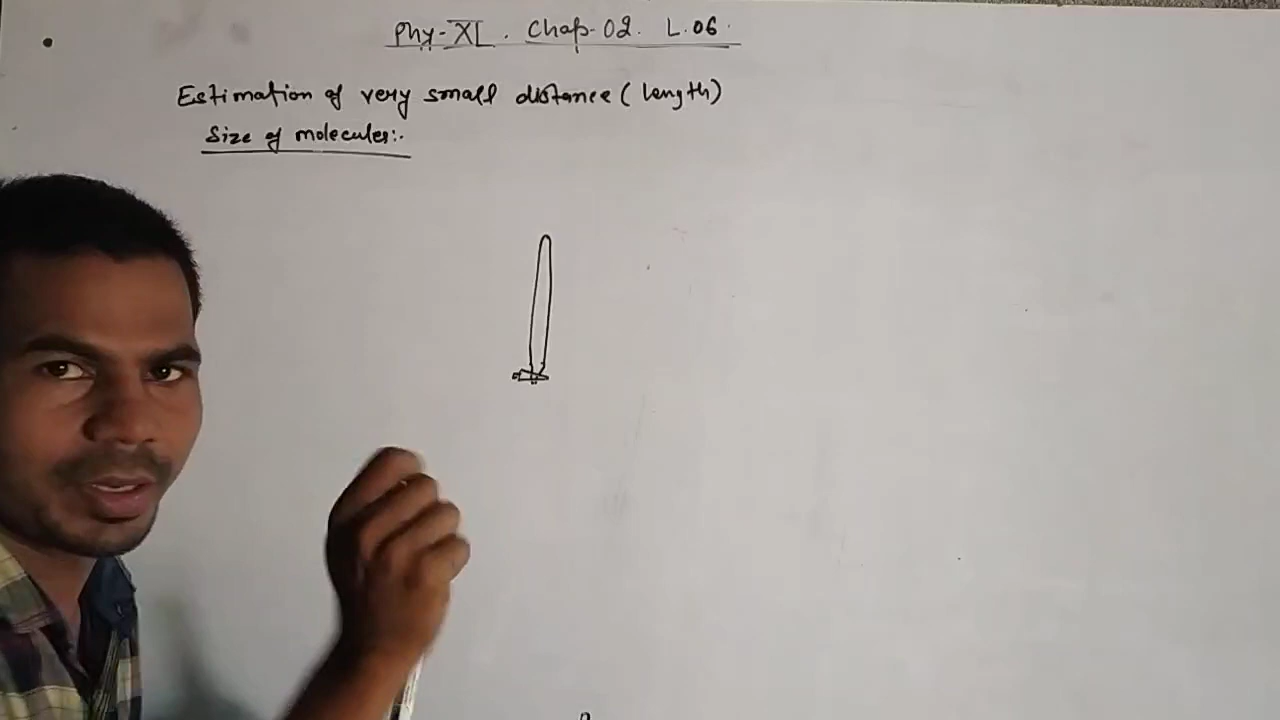 Phy-XI. Chap-02. L.06.
Estimation of very small distance (length)
Size of molecules:-